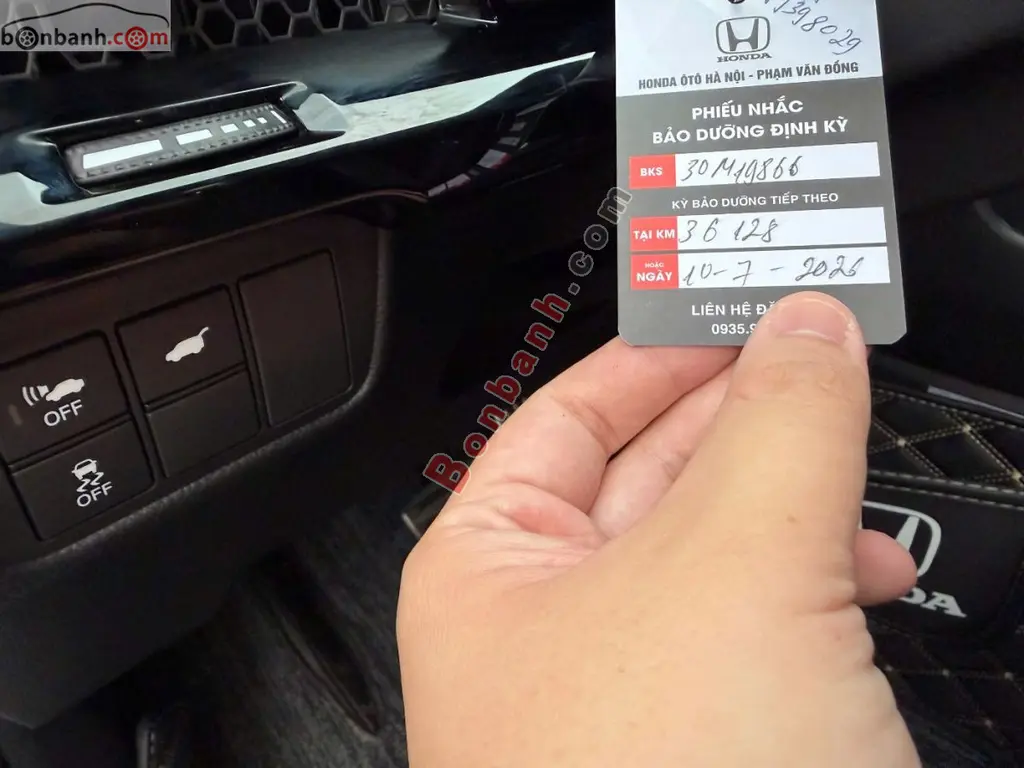 bonbanh.com
398029
HONDA
HONDA ÔTÔ HÀ NỘI - PHẠM VĂN ĐỒNG
PHIẾU NHẮC
BẢO DƯỠNG ĐỊNH KỲ
BKS 30M19866
KỲ BẢO DƯỠNG TIẾP THEO
TẠI KM 36 128
HOẶC
NGÀY 10-7-2026
LIÊN HỆ
0935.9
OFF
OFF
Bonbanh.com